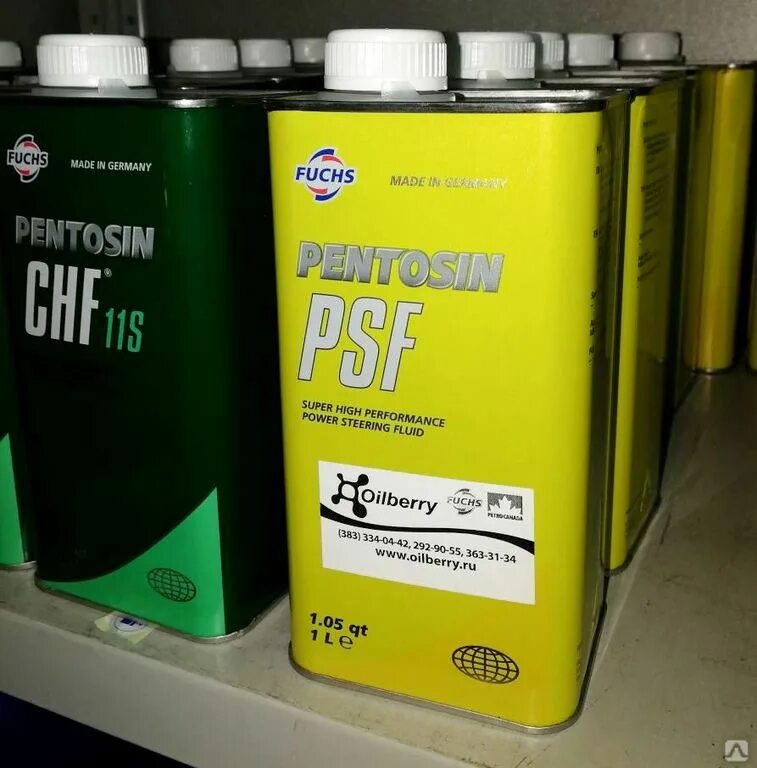 FUCHS
MADE IN GERMANY
PENTOSIN
CHF® 11S
FUCHS
MADE IN GERMANY
PENTOSIN
PSF
SUPER HIGH PERFORMANCE
POWER STEERING FLUID
Oilberry
FUCHS
PETRO-CANADA
(383) 334-04-42, 292-90-55, 363-31-34
www.oilberry.ru
1.05 qt
1 L e